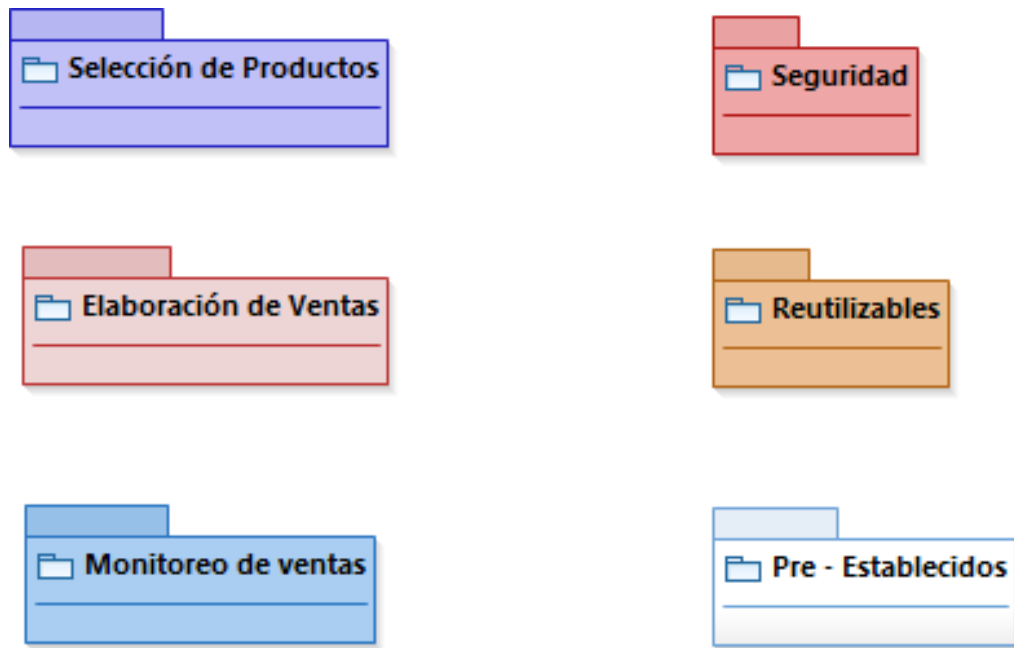 Selección de Productos
Seguridad
Elaboración de Ventas
Reutilizables
Monitoreo de ventas
Pre - Establecidos